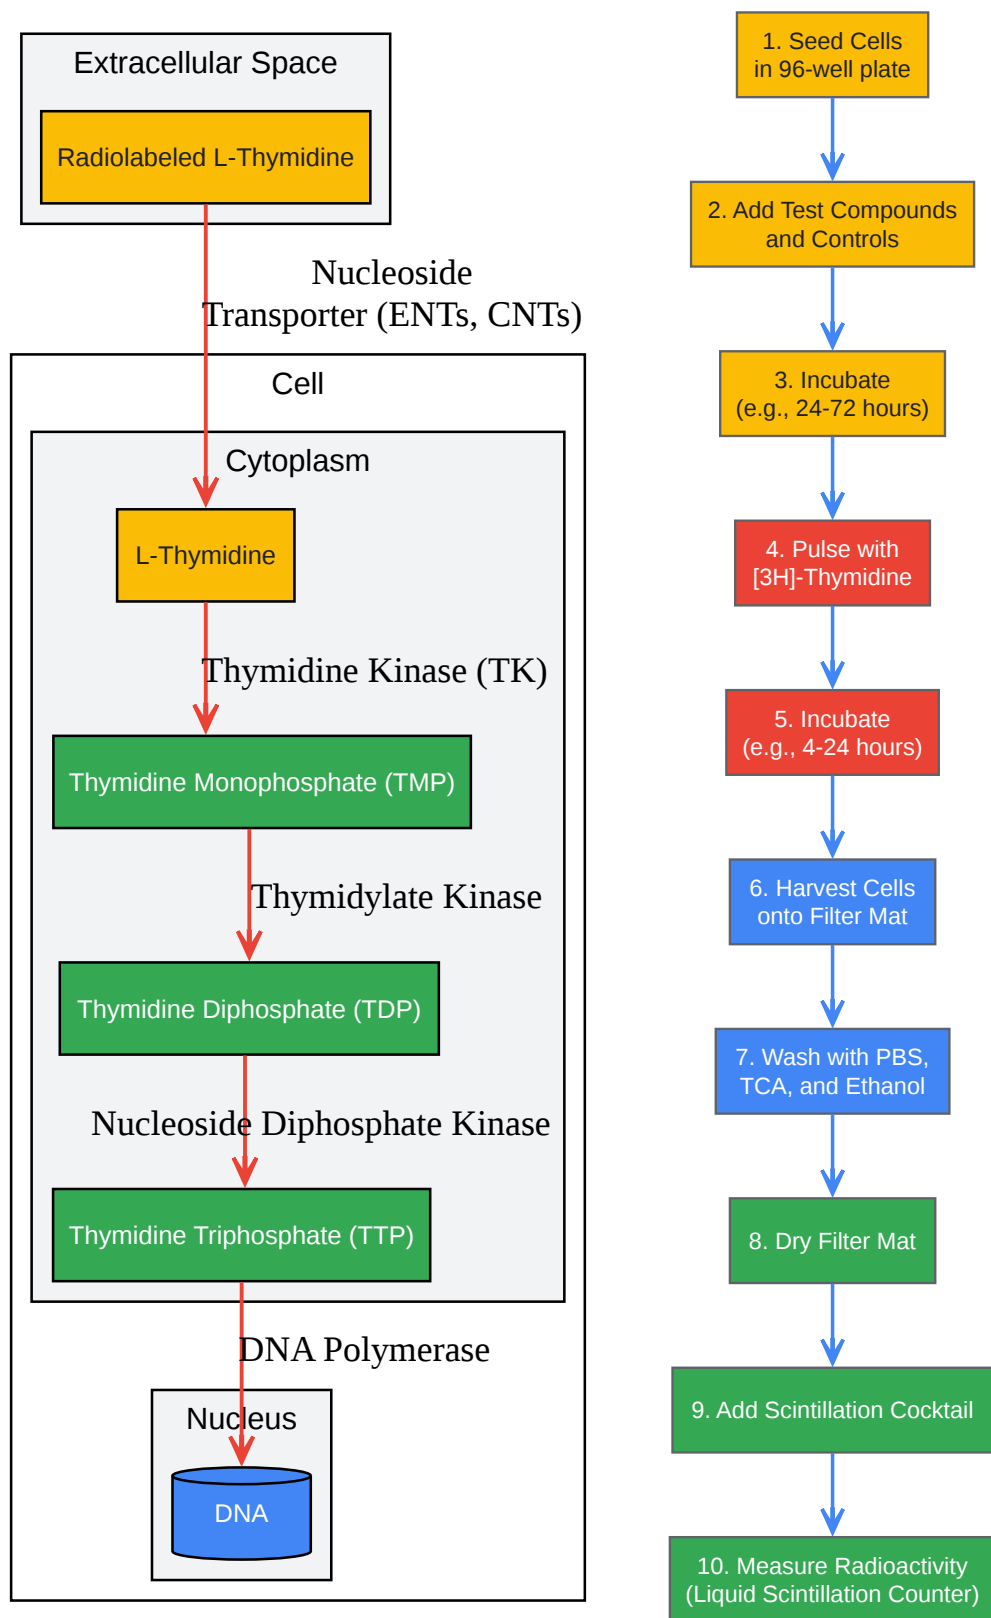 Extracellular Space
Radiolabeled L-Thymidine
Nucleoside
Transporter (ENTs, CNTs)
Cell
Cytoplasm
L-Thymidine
Thymidine Kinase (TK)
Thymidine Monophosphate (TMP)
Thymidylate Kinase
Thymidine Diphosphate (TDP)
Nucleoside Diphosphate Kinase
Thymidine Triphosphate (TTP)
DNA Polymerase
Nucleus
DNA
1. Seed Cells
in 96-well plate
2. Add Test Compounds
and Controls
3. Incubate
(e.g., 24-72 hours)
4. Pulse with
[3H]-Thymidine
5. Incubate
(e.g., 4-24 hours)
6. Harvest Cells
onto Filter Mat
7. Wash with PBS,
TCA, and Ethanol
8. Dry Filter Mat
9. Add Scintillation Cocktail
10. Measure Radioactivity
(Liquid Scintillation Counter)